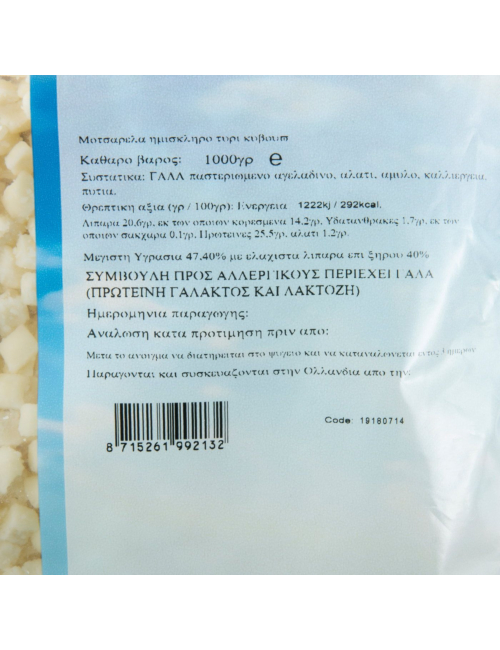 Μοτσαρελα ημισκληρο τυρι κυβους
Καθαρο βαρος: 1000γρ ℮
Συστατικα: ΓΑΛΑ παστεριωμενο αγελαδινο, αλατι, αμυλο, καλλιεργεια,
πυτια.
Θρεπτικη αξια (γρ / 100γρ): Ενεργεια 1222kj / 292kcal.
Λιπαρα 20,6γρ, εκ των οποιων κορεσμενα 14,2γρ. Υδατανθρακες 1,7γρ, εκ των
οποιων σακχαρα 0,1γρ. Πρωτεινες 25,5γρ. αλατι 1.2γρ.
Μεγιστη Υγρασια 47,40% με ελαχιστα λιπαρα επι ξηρου 40%
ΣΥΜΒΟΥΛΗ ΠΡΟΣ ΑΛΛΕΡΓΙΚΟΥΣ ΠΕΡΙΕΧΕΙ ΓΑΛΑ
(ΠΡΩΤΕΙΝΗ ΓΑΛΑΚΤΟΣ ΚΑΙ ΛΑΚΤΟΖΗ)
Ημερομηνια παραγωγης:
Αναλωση κατα προτιμηση πριν απο:
Μετα το ανοιγμα να διατηρειται στο ψυγειο και να καταναλωνεται εντος ημερων
Παραγονται και συσκευαζονται στην Ολλανδια απο την:
Code: 19180714
8 715261 992132